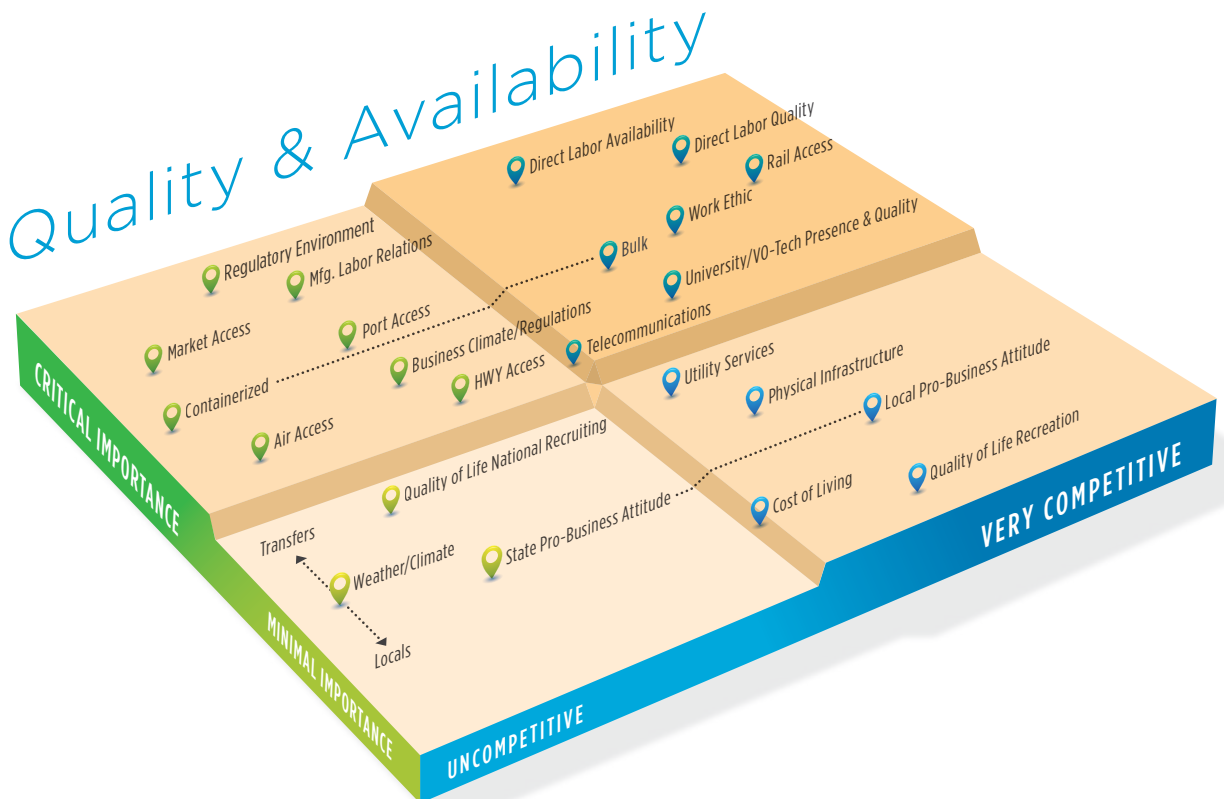 Quality & Availability
Direct Labor Availability
Direct Labor Quality
Rail Access
Work Ethic
Bulk
University/VO-Tech Presence & Quality
Telecommunications
Regulatory Environment
Mfg. Labor Relations
Market Access
Port Access
Business Climate/Regulations
Containerized
HWY Access
Air Access
Utility Services
Physical Infrastructure
Local Pro-Business Attitude
Quality of Life Recreation
Cost of Living
Quality of Life National Recruiting
State Pro-Business Attitude
Transfers
Weather/Climate
Locals
CRITICAL IMPORTANCE
MINIMAL IMPORTANCE
UNCOMPETITIVE
VERY COMPETITIVE